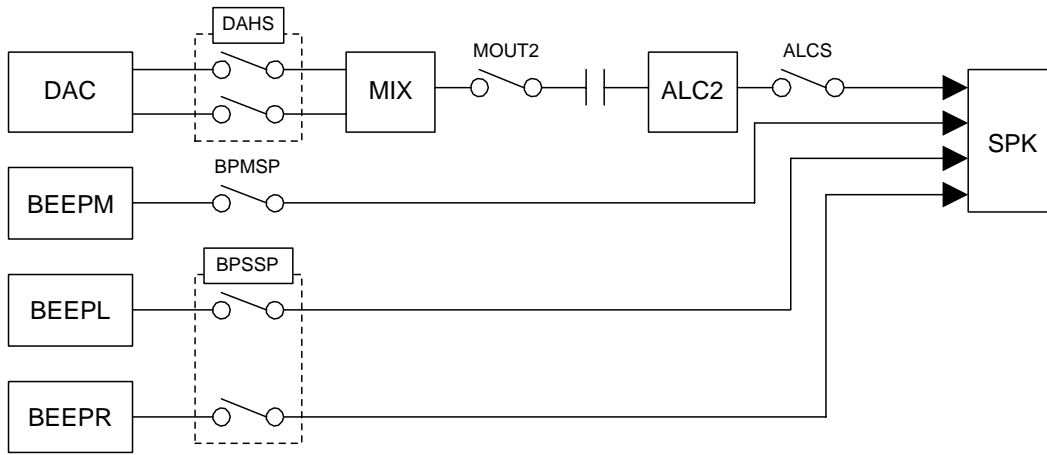 DAHS
MOUT2
ALCS
DAC
MIX
ALC2
SPK
BPMSP
BEEPM
BPSSP
BEEPL
BEEPR